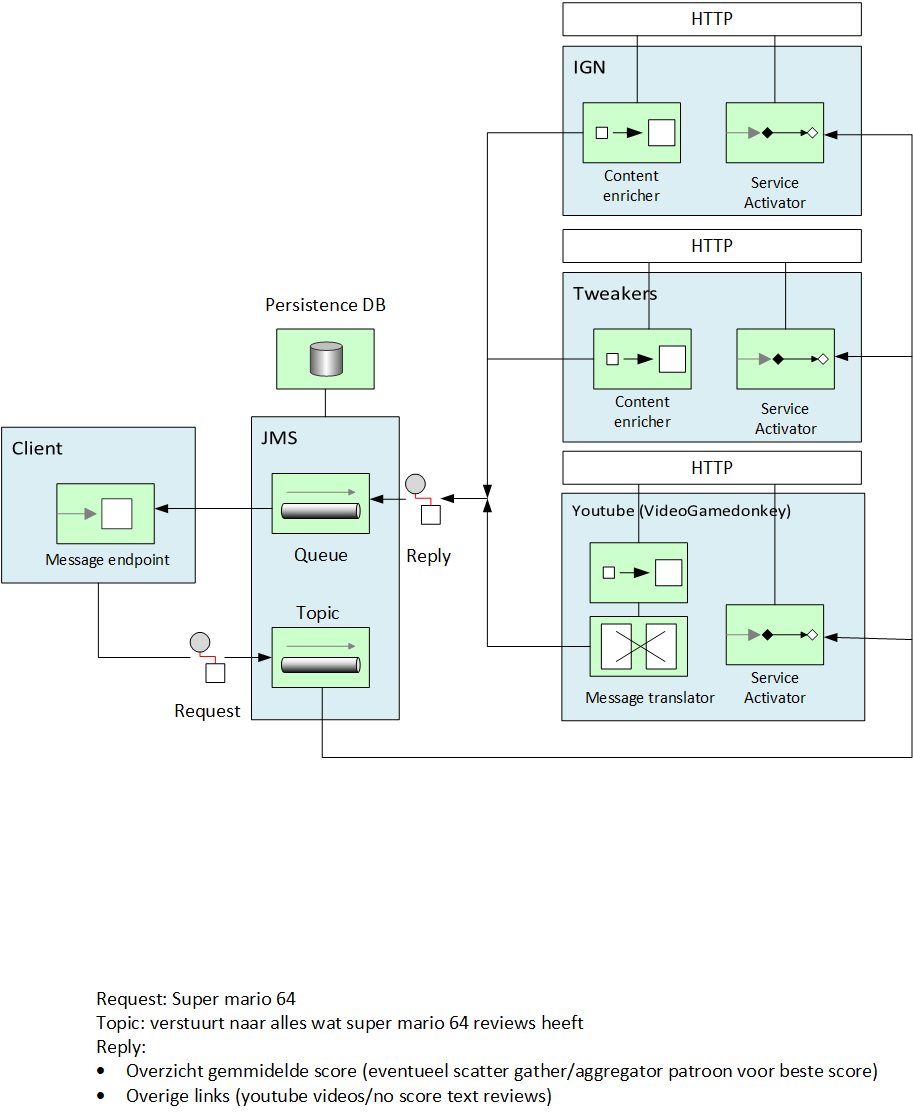 HTTP
IGN
Content
enricher
Service
Activator
HTTP
Tweakers
Content
enricher
Service
Activator
Persistence DB
Client
Message endpoint
JMS
Queue
Reply
Topic
Request
HTTP
Youtube (VideoGamedonkey)
Message translator
Service
Activator
Request: Super mario 64
Topic: verstuurt naar alles wat super mario 64 reviews heeft
Reply:
• Overzicht gemmidelde score (eventueel scatter gather/aggregator patroon voor beste score)
• Overige links (youtube videos/no score text reviews)